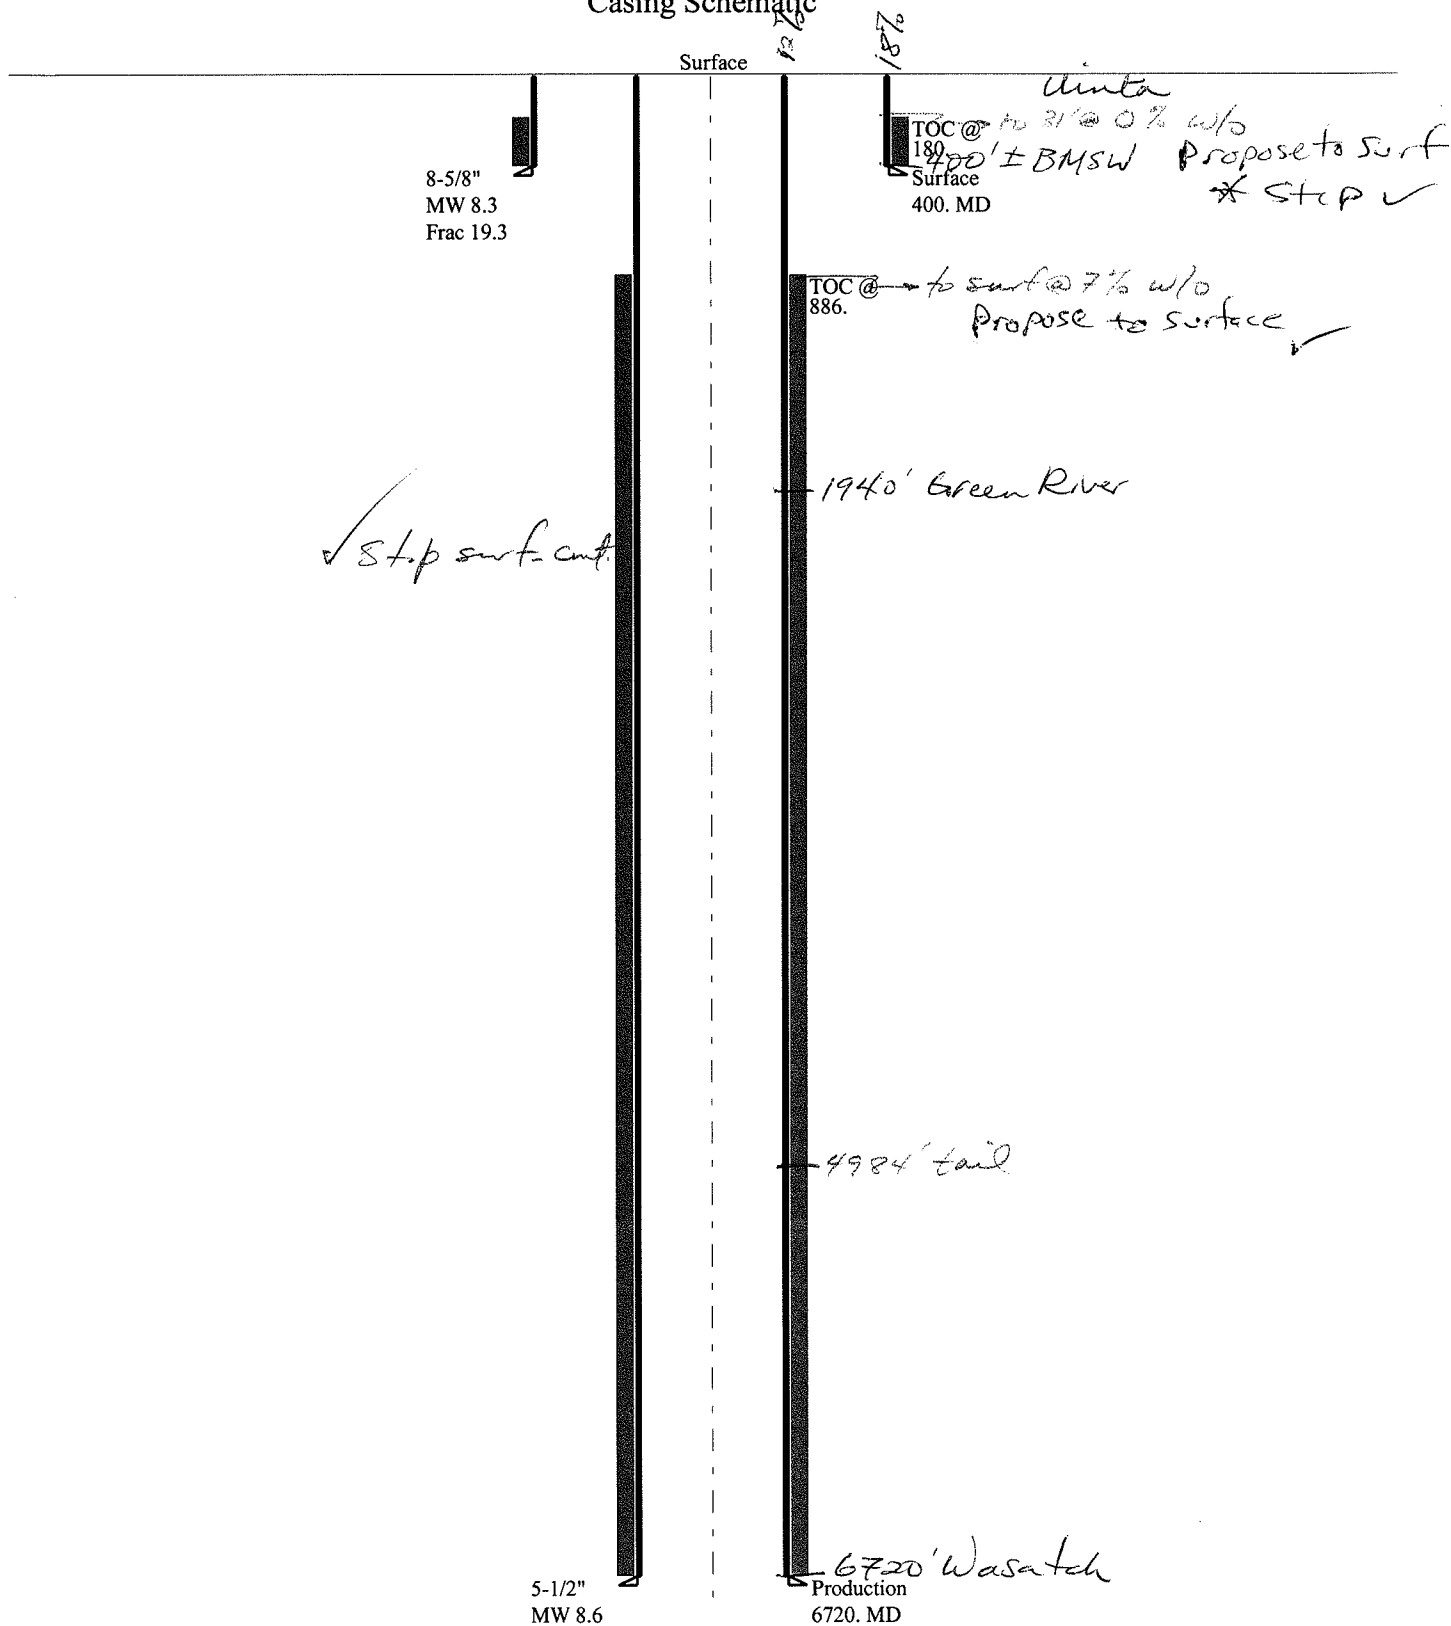 Casing Schematic
12%
18%
Surface
Uinta
TOC @ to 31' @ 0% w/o
180.
400' ± BMSW Propose to surf
Surface
* Stip ✓
400. MD
8-5/8"
MW 8.3
Frac 19.3
TOC @ → to surf @ 7% w/o
886.
Propose to surface ✓
1940' Green River
✓ Stip surf. cmt.
4984' tail
6720' Wasatch
5-1/2"
MW 8.6
Production
6720. MD